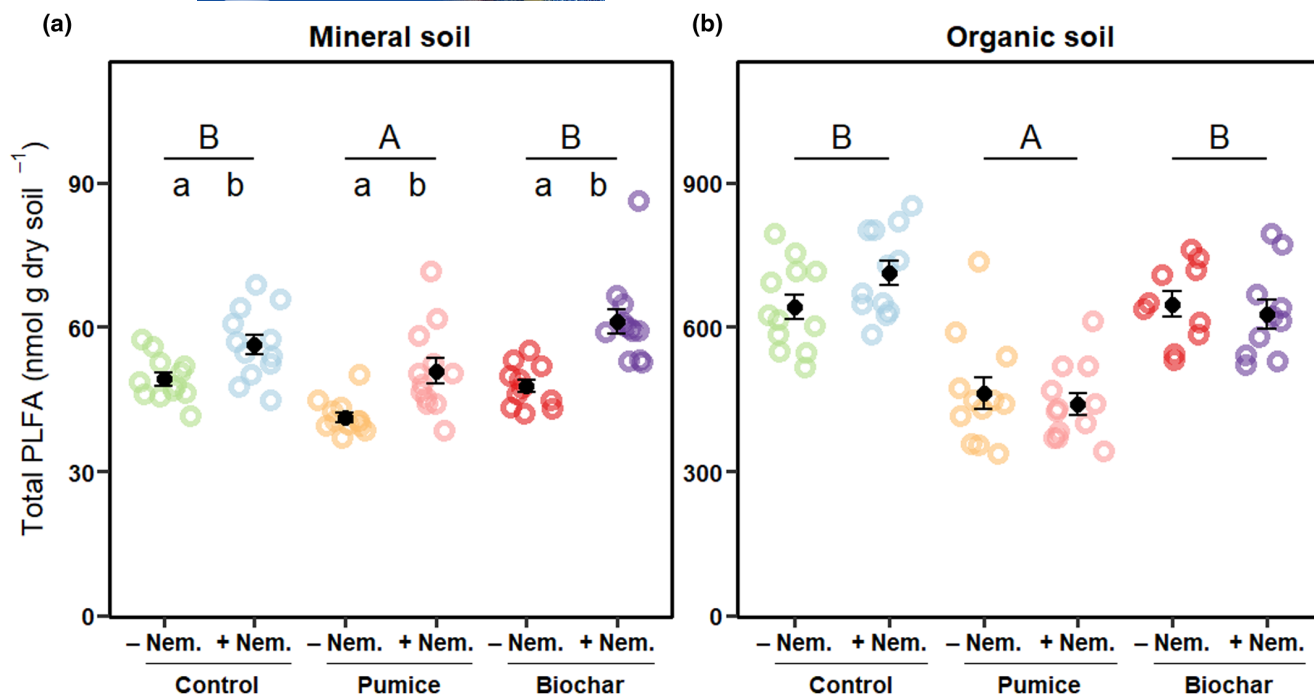 (a) Mineral soil
(b) Organic soil
Total PLFA (nmol g dry soil ⁻¹)
B A B
a b a b a b
90
60
30
0
– Nem. + Nem. – Nem. + Nem. – Nem. + Nem.
Control Pumice Biochar
B A B
900
600
300
0
– Nem. + Nem. – Nem. + Nem. – Nem. + Nem.
Control Pumice Biochar